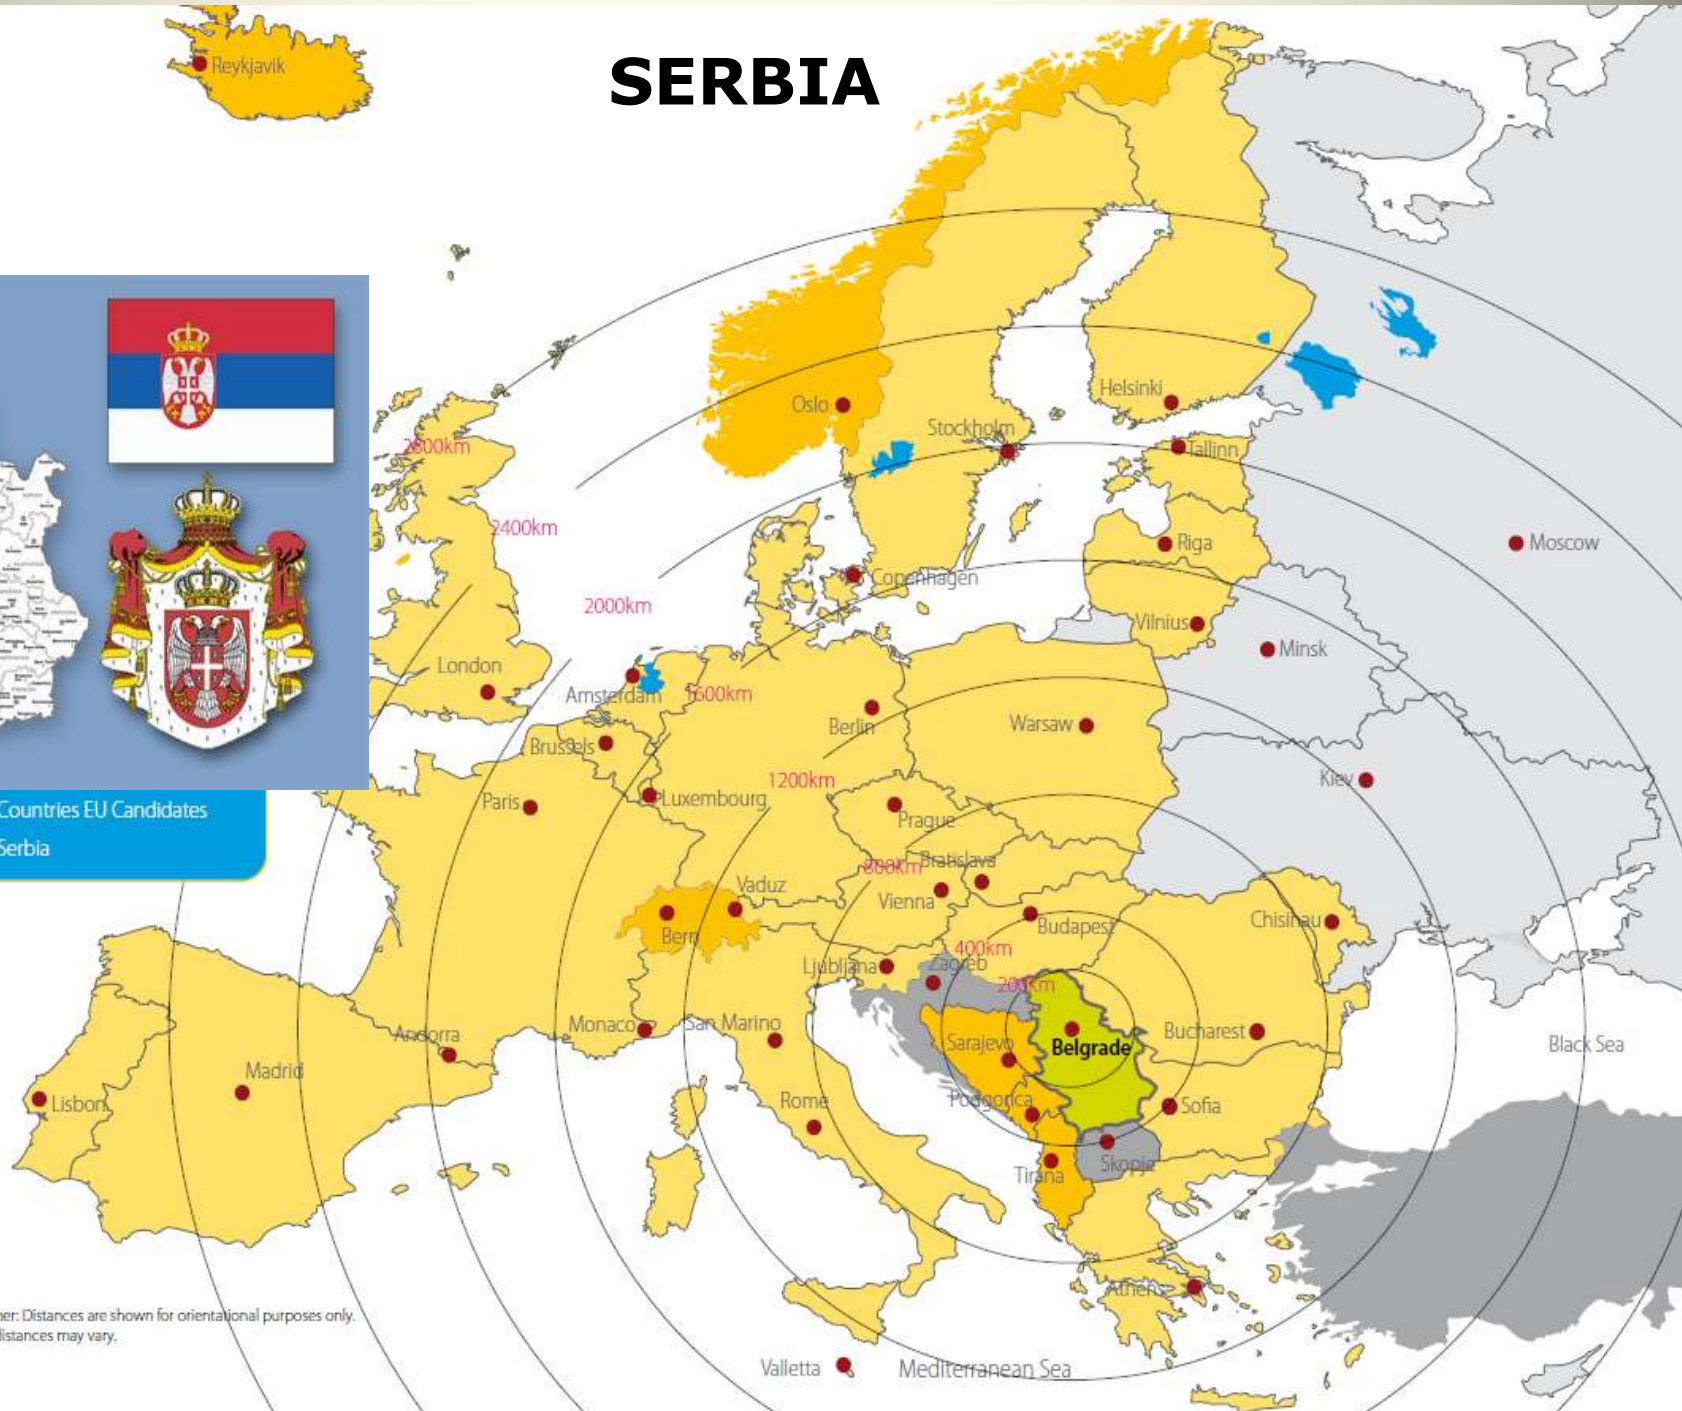 SERBIA
Reykjavik
Oslo
Helsinki
Stockholm
Tallinn
2800km
2400km
Riga
Moscow
Copenhagen
2000km
Vilnius
Minsk
London
Amsterdam
1600km
Berlin
Warsaw
Brussels
1200km
Kiev
Paris
Luxembourg
Prague
Countries EU Candidates
Serbia
800km
Bratislava
Vaduz
Vienna
Chisinau
Bern
Budapest
400km
Ljubljana
Zagreb
200km
Monaco
San Marino
Andorra
Sarajevo
Belgrade
Bucharest
Black Sea
Madrid
Lisbon
Rome
Podgorica
Sofia
Tirana
Skopje
Athens
ner: Distances are shown for orientational purposes only.
distances may vary.
Valletta
Mediterranean Sea